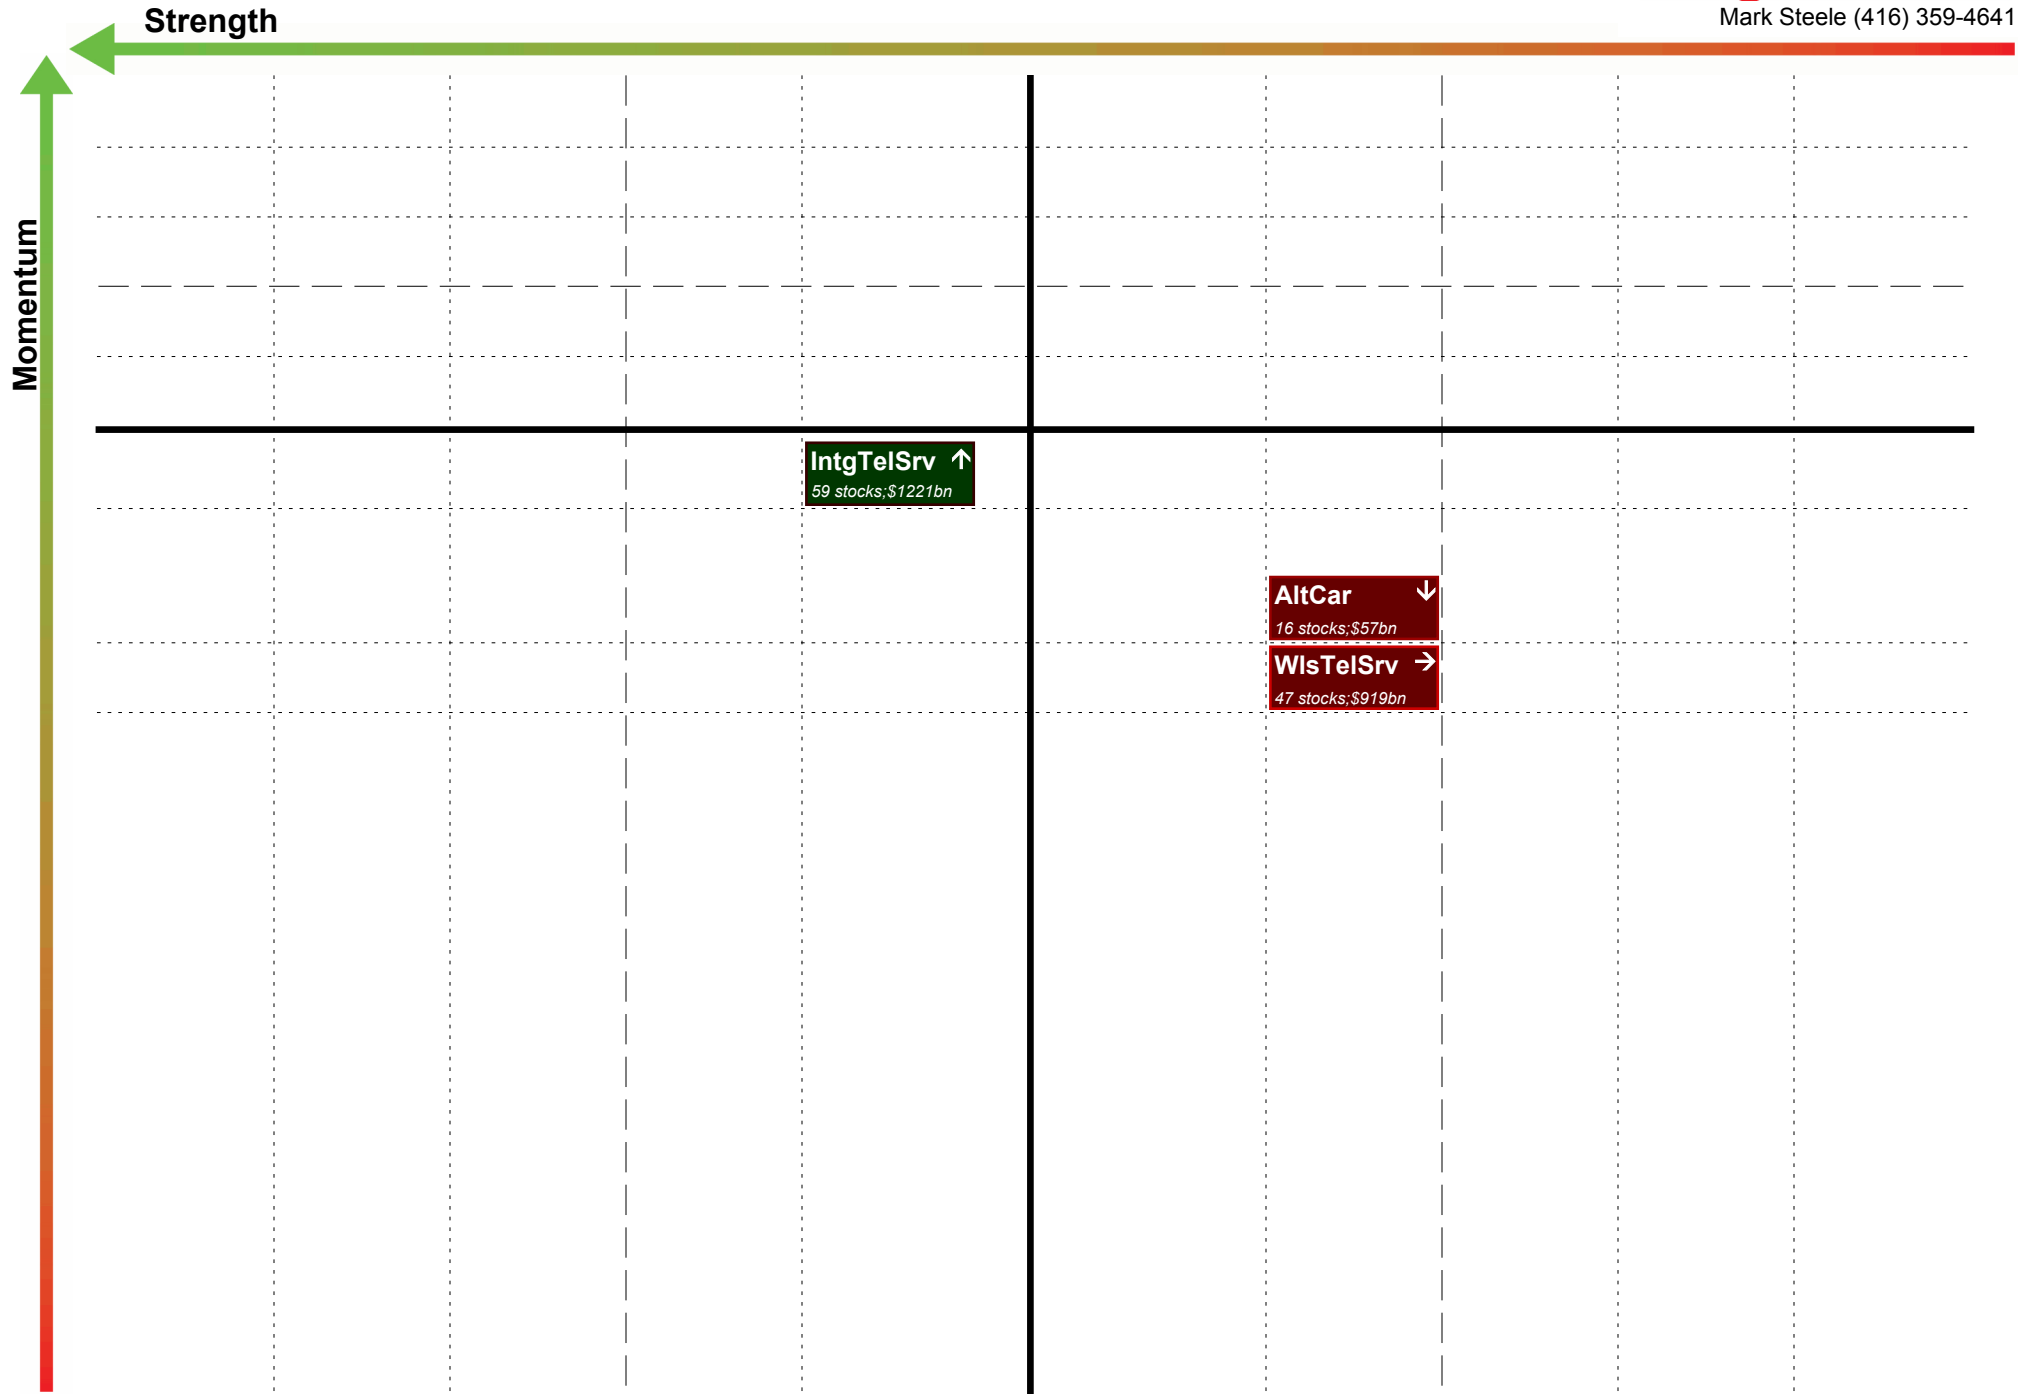 Strength
Mark Steele (416) 359-4641
Momentum
IntgTelSrv ↑
59 stocks;$1221bn
AltCar ↓
16 stocks;$57bn
WlsTelSrv →
47 stocks;$919bn